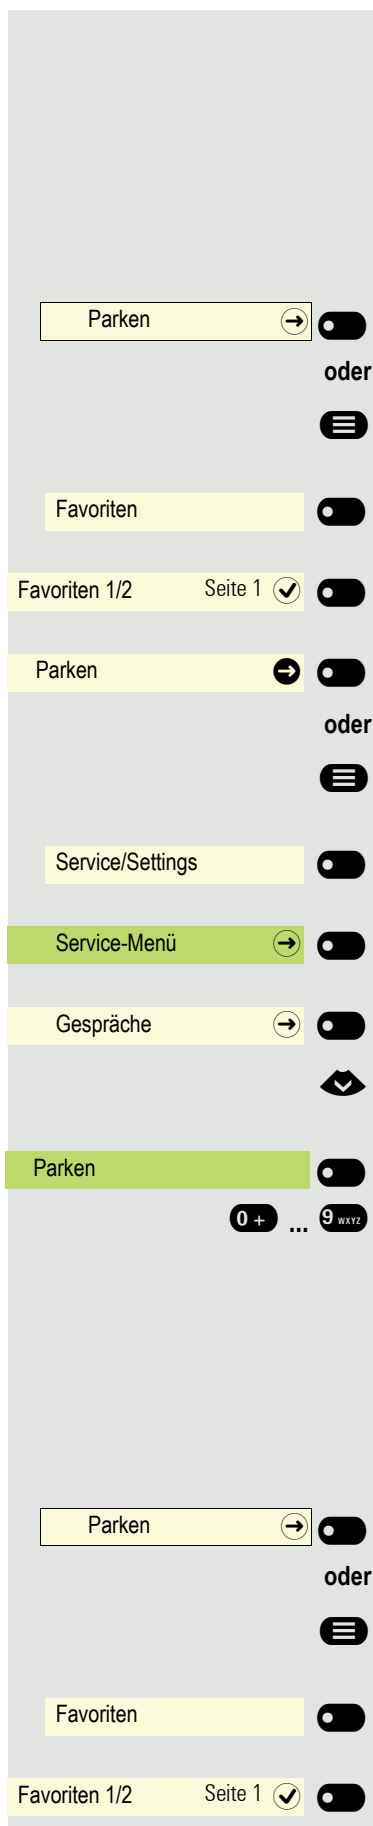 Parken
oder
Favoriten
Favoriten 1/2 Seite 1
Parken
oder
Service/Settings
Service-Menü
Gespräche
Parken
0 + ... 9 WXYZ
Parken
oder
Favoriten
Favoriten 1/2 Seite 1